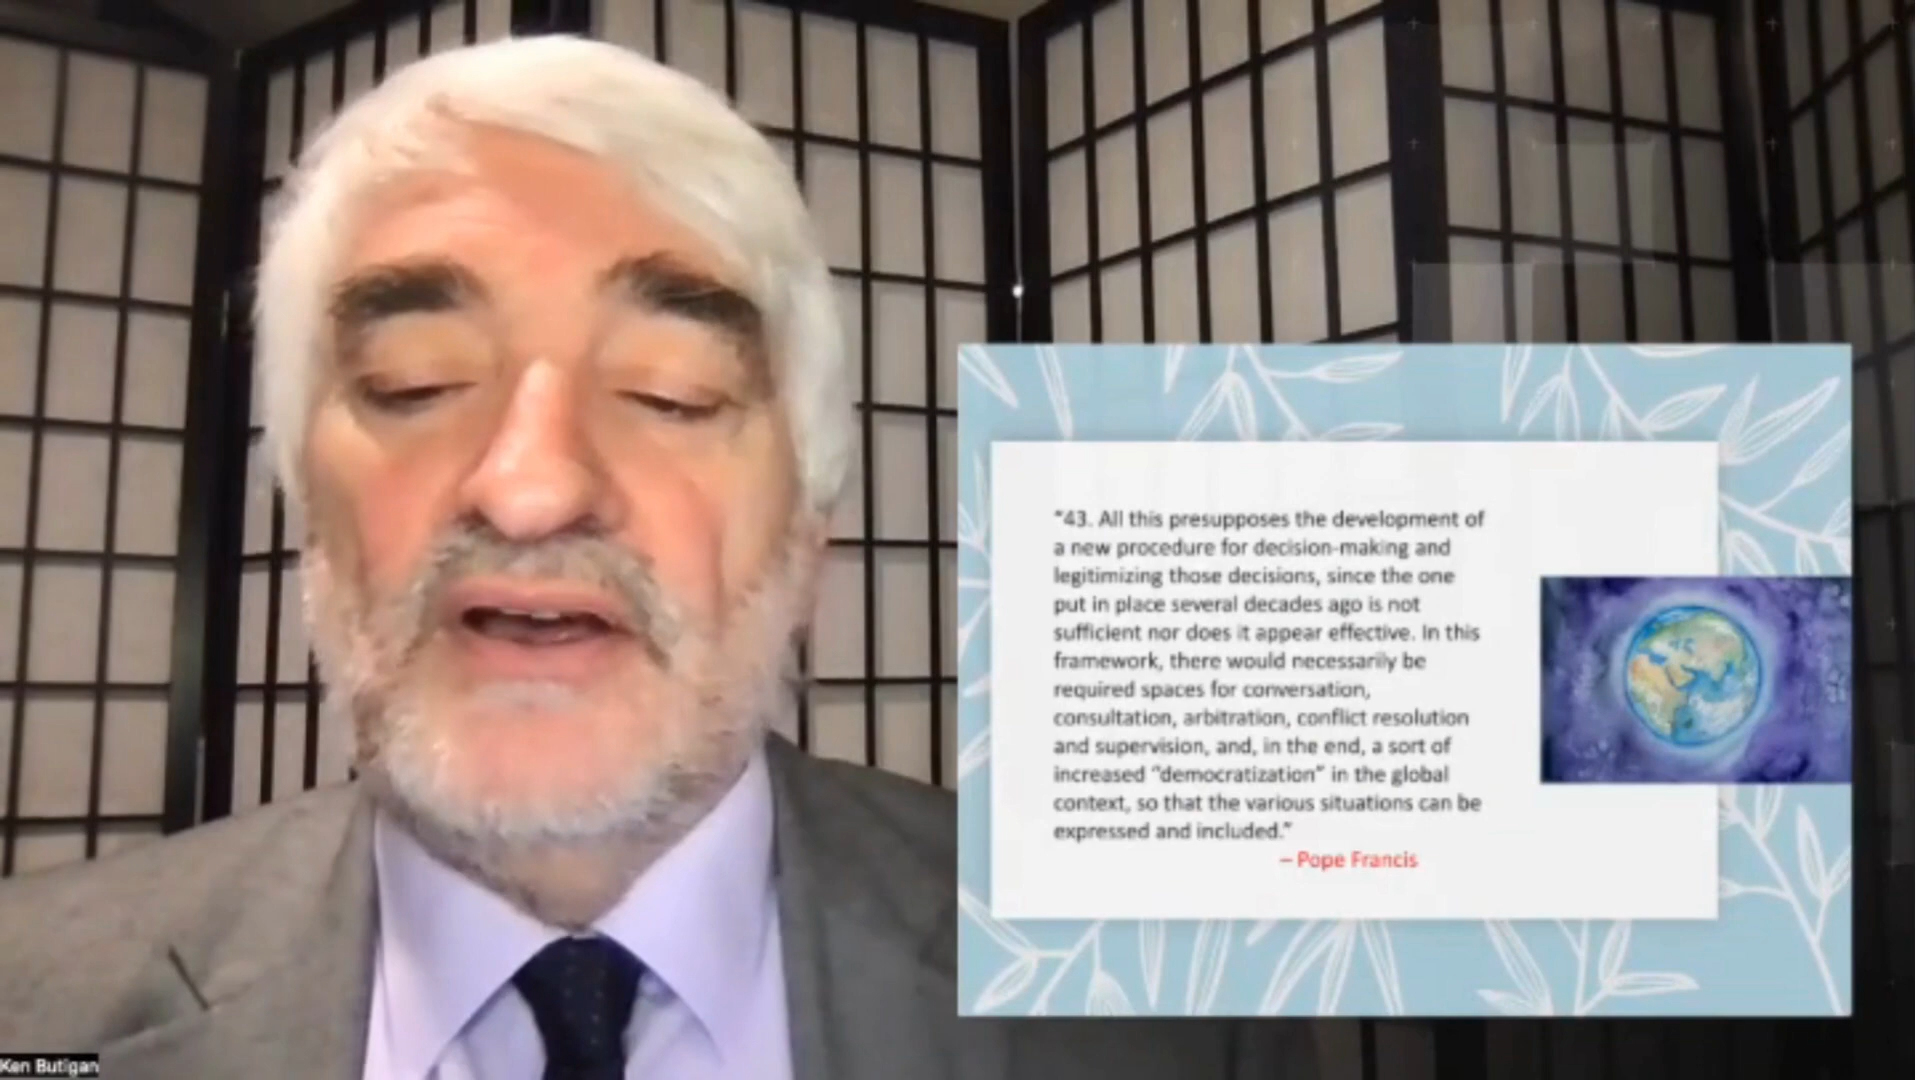 "43. All this presupposes the development of
a new procedure for decision-making and
legitimizing those decisions, since the one
put in place several decades ago is not
sufficient nor does it appear effective. In this
framework, there would necessarily be
required spaces for conversation,
consultation, arbitration, conflict resolution
and supervision, and, in the end, a sort of
increased "democratization" in the global
context, so that the various situations can be
expressed and included."
– Pope Francis
Ken Butigan